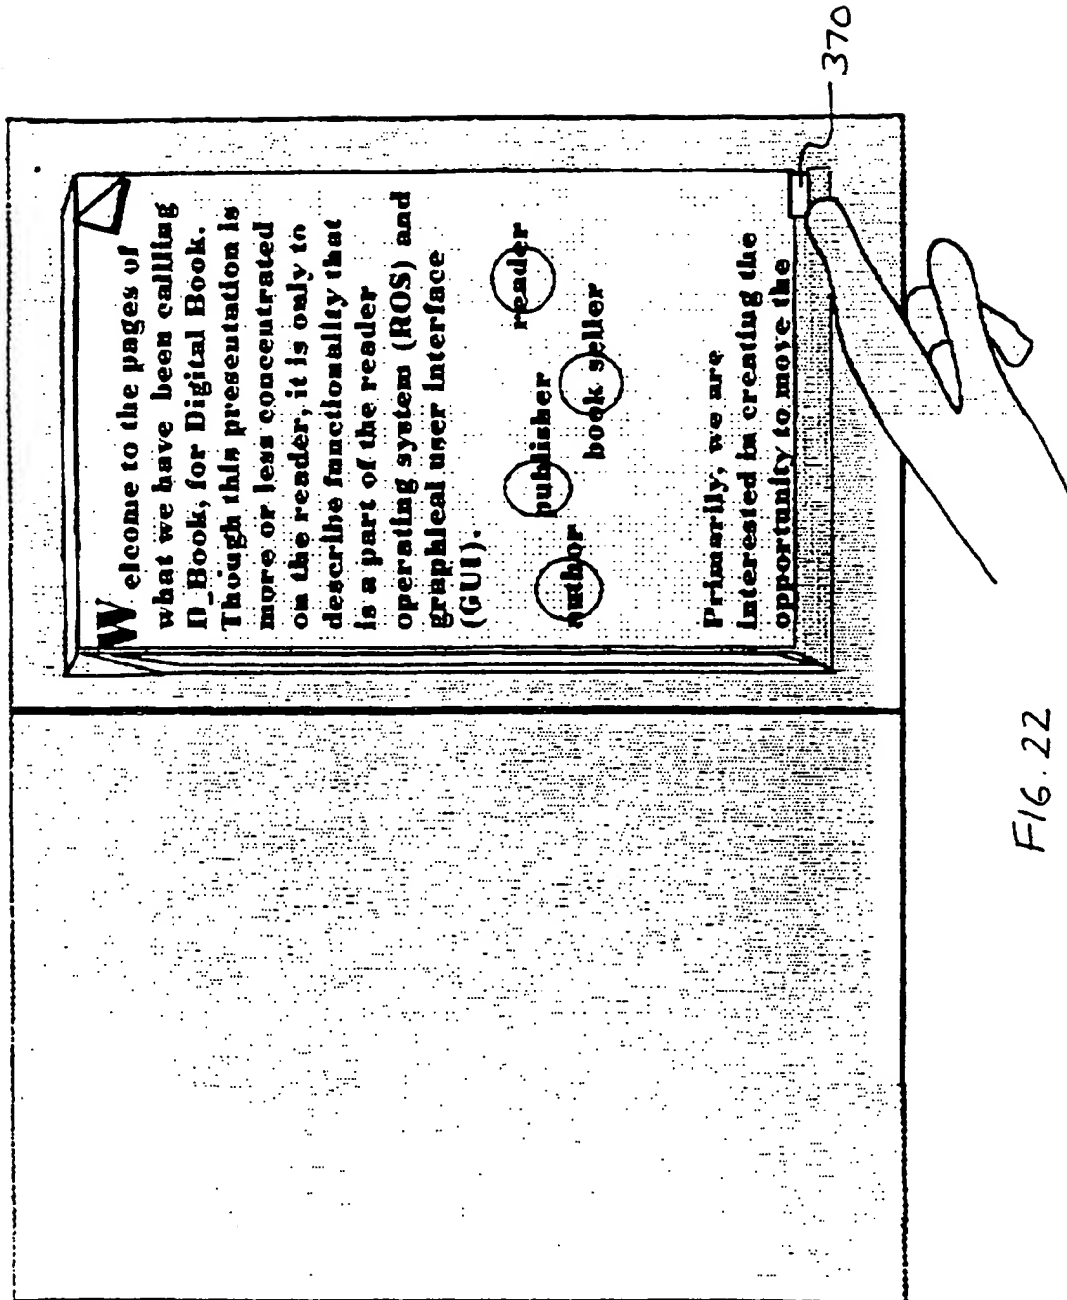 Welcome to the pages of
what we have been calling
D_Book, for Digital Book.
Though this presentation is
more or less concentrated
on the reader, it is only to
describe functionality that
is a part of the reader
operating system (ROS) and
graphical user interface
(GUI).
reader
publisher
book seller
author
Primarily, we are
interested in creating the
opportunity to move the
370
FIG. 22